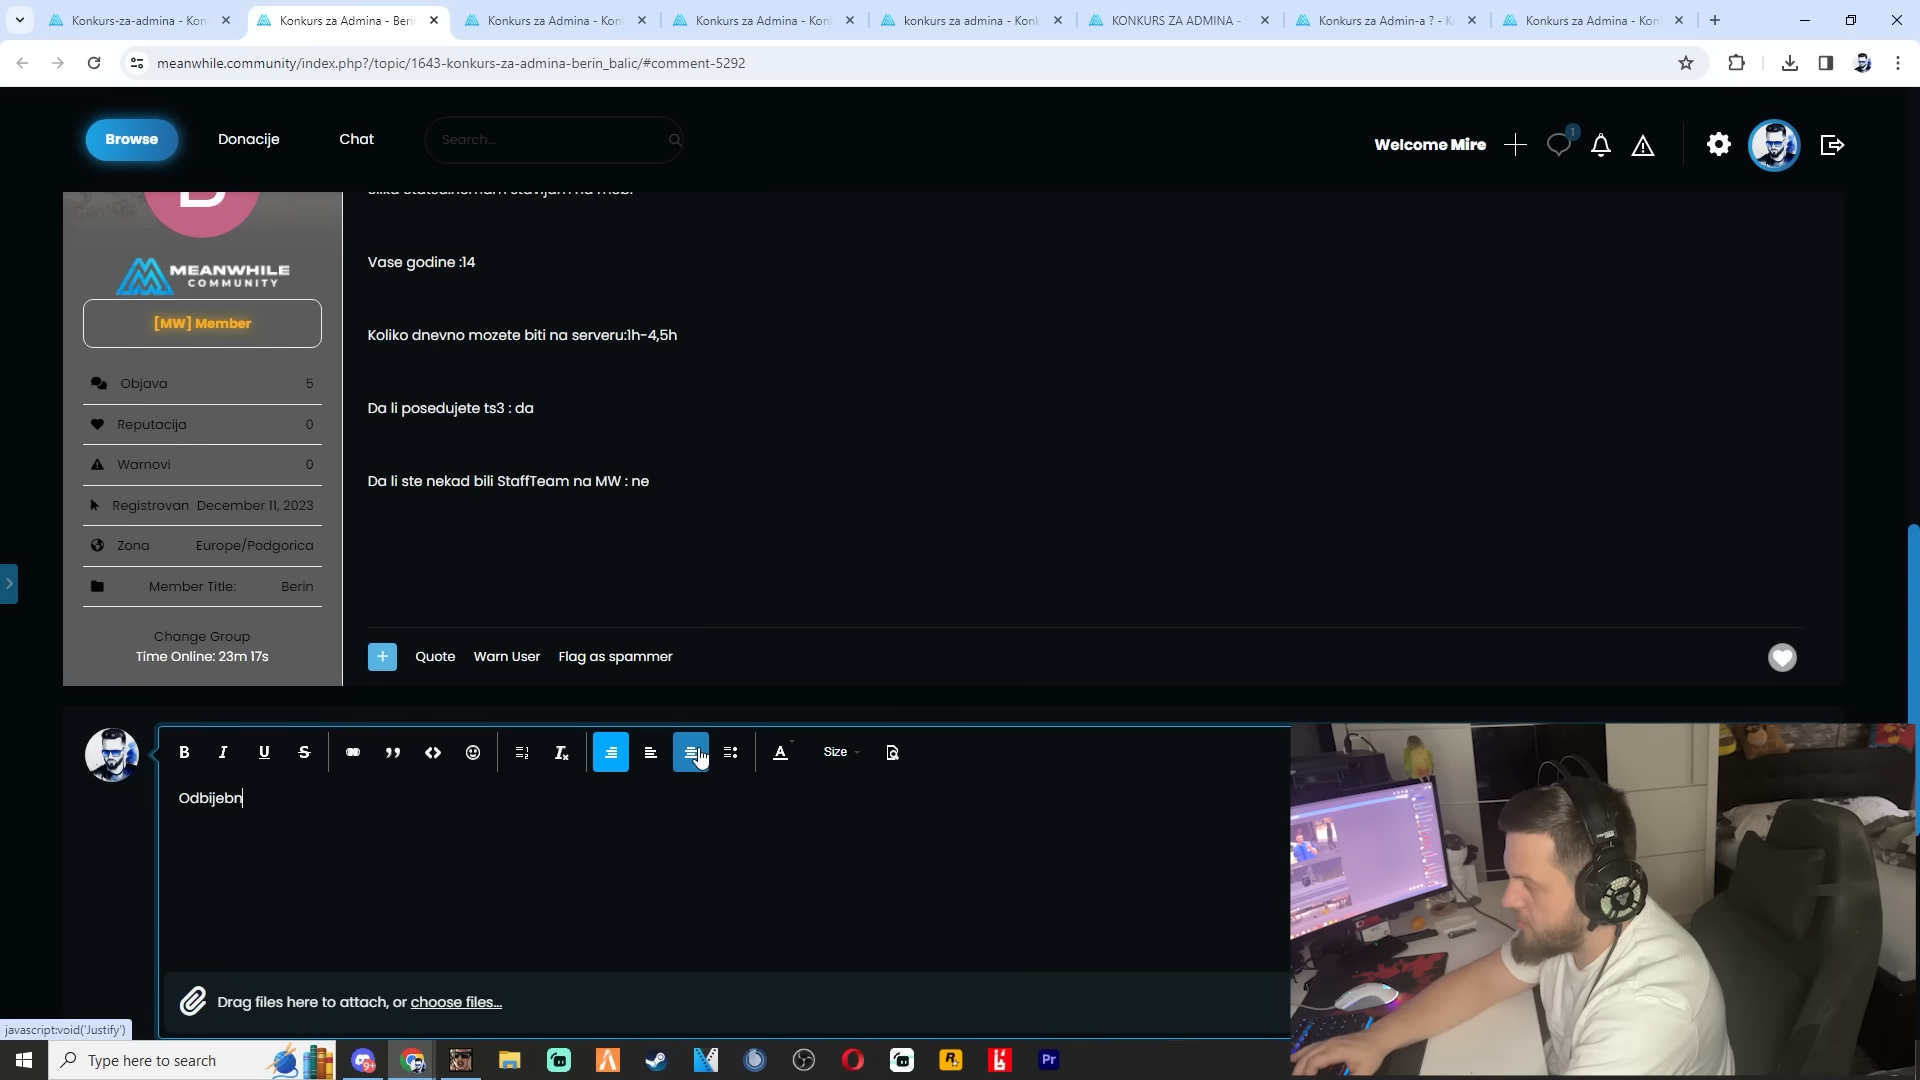 Konkurs-za-admina - Kon
Konkurs za Admina - Beri
Konkurs za Admina - Kon
Konkurs za Admina - Kon
konkurs za admina - Konk
KONKURS ZA ADMINA -
Konkurs za Admin-a ? - K
Konkurs za Admina - Kon
meanwhile.community/index.php?/topic/1643-konkurs-za-admina-berin_balic/#comment-5292
Browse
Donacije
Chat
Search...
Welcome Mire
1
MEANWHILE
COMMUNITY
[MW] Member
Objava 5
Reputacija 0
Warnovi 0
Registrovan December 11, 2023
Zona Europe/Podgorica
Member Title: Berin
Change Group
Time Online: 23m 17s
Vase godine :14
Koliko dnevno mozete biti na serveru:1h-4,5h
Da li posedujete ts3 : da
Da li ste nekad bili StaffTeam na MW : ne
Quote
Warn User
Flag as spammer
B I U S
A
Size
Odbijebn
Drag files here to attach, or choose files...
javascript:void('Justify')
Type here to search
9+
R
Pr